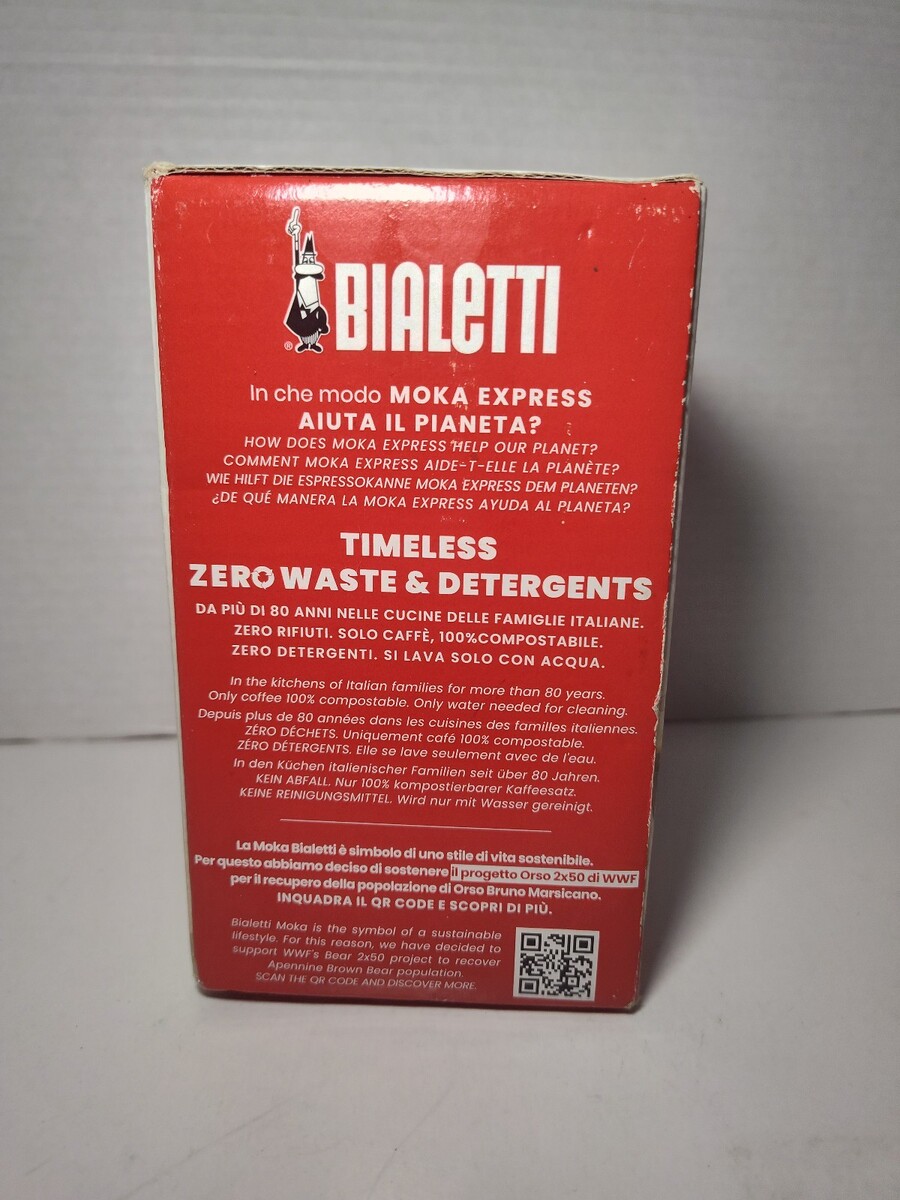 BIALETTI
®
In che modo MOKA EXPRESS
AIUTA IL PIANETA?
HOW DOES MOKA EXPRESS HELP OUR PLANET?
COMMENT MOKA EXPRESS AIDE-T-ELLE LA PLANÈTE?
WIE HILFT DIE ESPRESSOKANNE MOKA EXPRESS DEM PLANETEN?
¿DE QUÉ MANERA LA MOKA EXPRESS AYUDA AL PLANETA?
TIMELESS
ZERO WASTE & DETERGENTS
DA PIÙ DI 80 ANNI NELLE CUCINE DELLE FAMIGLIE ITALIANE.
ZERO RIFIUTI. SOLO CAFFÈ, 100%COMPOSTABILE.
ZERO DETERGENTI. SI LAVA SOLO CON ACQUA.
In the kitchens of Italian families for more than 80 years.
Only coffee 100% compostable. Only water needed for cleaning.
Depuis plus de 80 années dans les cuisines des familles italiennes.
ZÉRO DÉCHETS. Uniquement café 100% compostable.
ZÉRO DÉTERGENTS. Elle se lave seulement avec de l'eau.
In den Küchen italienischer Familien seit über 80 Jahren.
KEIN ABFALL. Nur 100% kompostierbarer Kaffeesatz.
KEINE REINIGUNGSMITTEL. Wird nur mit Wasser gereinigt.
La Moka Bialetti è simbolo di uno stile di vita sostenibile.
Per questo abbiamo deciso di sostenere il progetto Orso 2x50 di WWF
per il recupero della popolazione di Orso Bruno Marsicano.
INQUADRA IL QR CODE E SCOPRI DI PIÙ.
Bialetti Moka is the symbol of a sustainable
lifestyle. For this reason, we have decided to
support WWF's Bear 2x50 project to recover
Apennine Brown Bear population.
SCAN THE QR CODE AND DISCOVER MORE.